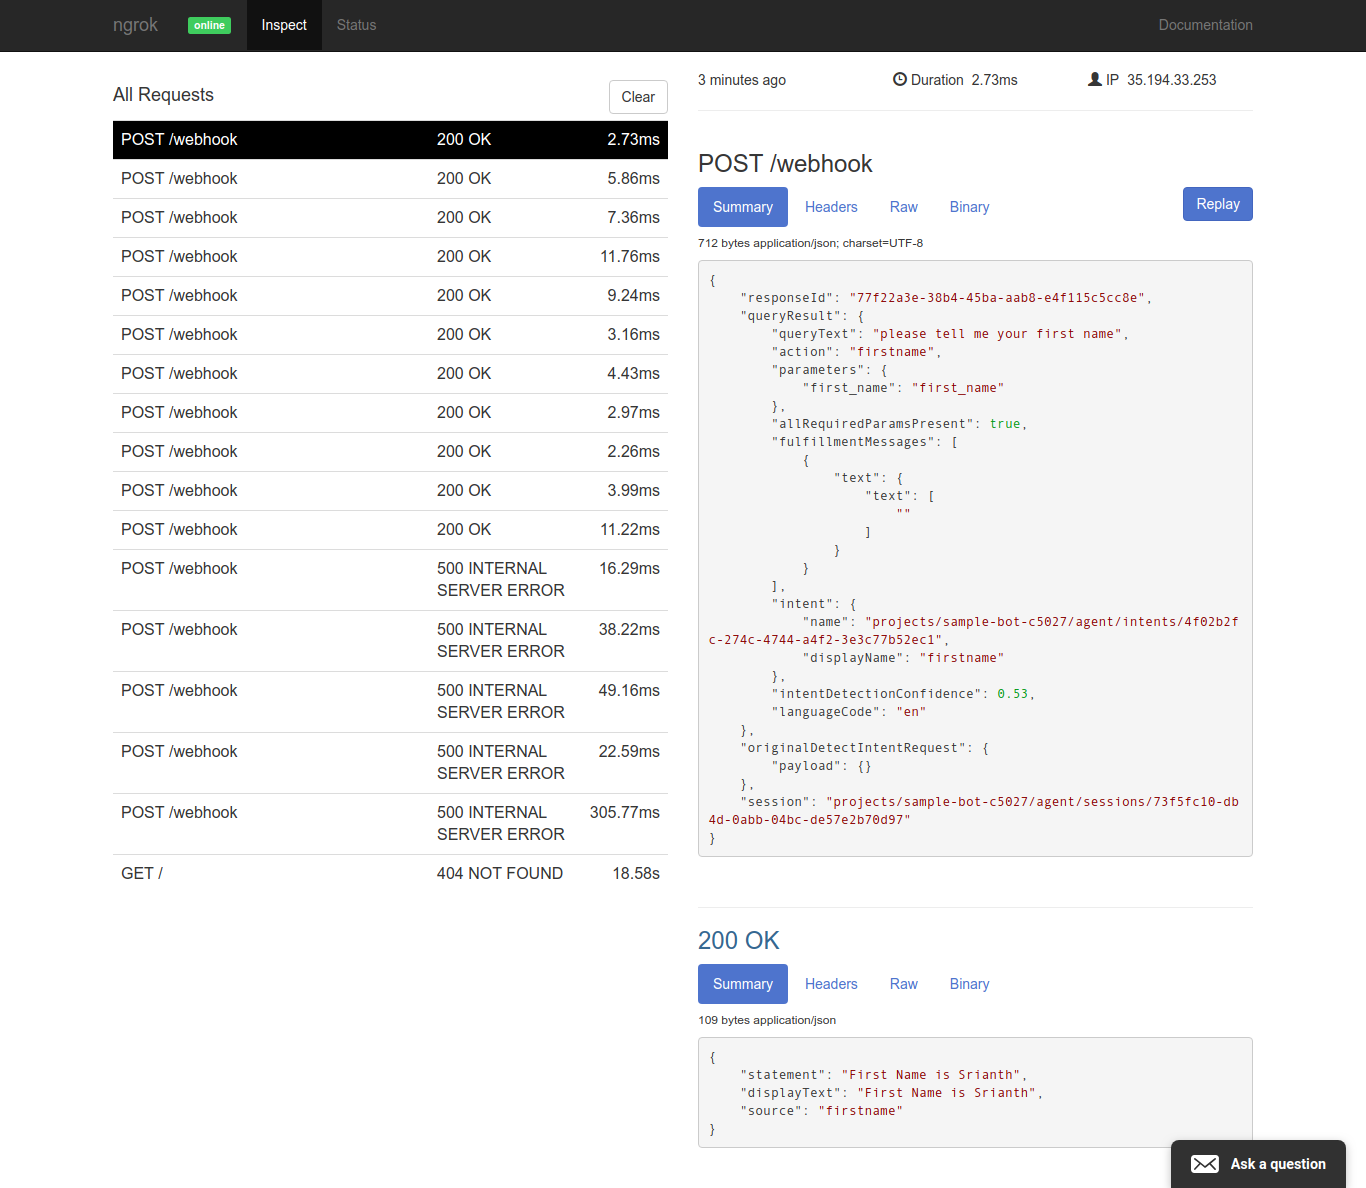 ngrok online Inspect Status Documentation
All Requests Clear
POST /webhook 200 OK 2.73ms
POST /webhook 200 OK 5.86ms
POST /webhook 200 OK 7.36ms
POST /webhook 200 OK 11.76ms
POST /webhook 200 OK 9.24ms
POST /webhook 200 OK 3.16ms
POST /webhook 200 OK 4.43ms
POST /webhook 200 OK 2.97ms
POST /webhook 200 OK 2.26ms
POST /webhook 200 OK 3.99ms
POST /webhook 200 OK 11.22ms
POST /webhook 500 INTERNAL 16.29ms
SERVER ERROR
POST /webhook 500 INTERNAL 38.22ms
SERVER ERROR
POST /webhook 500 INTERNAL 49.16ms
SERVER ERROR
POST /webhook 500 INTERNAL 22.59ms
SERVER ERROR
POST /webhook 500 INTERNAL 305.77ms
SERVER ERROR
GET / 404 NOT FOUND 18.58s
3 minutes ago Duration 2.73ms IP 35.194.33.253
POST /webhook
Summary Headers Raw Binary Replay
712 bytes application/json; charset=UTF-8
{
    "responseId": "77f22a3e-38b4-45ba-aab8-e4f115c5cc8e",
    "queryResult": {
        "queryText": "please tell me your first name",
        "action": "firstname",
        "parameters": {
            "first_name": "first_name"
        },
        "allRequiredParamsPresent": true,
        "fulfillmentMessages": [
            {
                "text": {
                    "text": [
                        ""
                    ]
                }
            }
        ],
        "intent": {
            "name": "projects/sample-bot-c5027/agent/intents/4f02b2f
c-274c-4744-a4f2-3e3c77b52ec1",
            "displayName": "firstname"
        },
        "intentDetectionConfidence": 0.53,
        "languageCode": "en"
    },
    "originalDetectIntentRequest": {
        "payload": {}
    },
    "session": "projects/sample-bot-c5027/agent/sessions/73f5fc10-db
4d-0abb-04bc-de57e2b70d97"
}
200 OK
Summary Headers Raw Binary
109 bytes application/json
{
    "statement": "First Name is Srianth",
    "displayText": "First Name is Srianth",
    "source": "firstname"
}
Ask a question